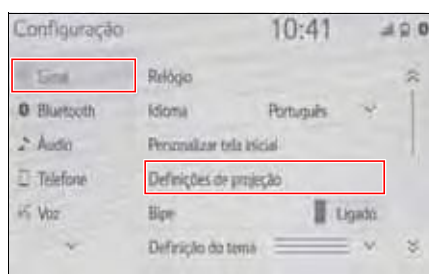 Configuração 10:41
Geral Relógio
Bluetooth Idioma Português
Áudio Personalizar tela inicial
Telefone Definições de projeção
Voz Bipe Ligado
Definição do tema